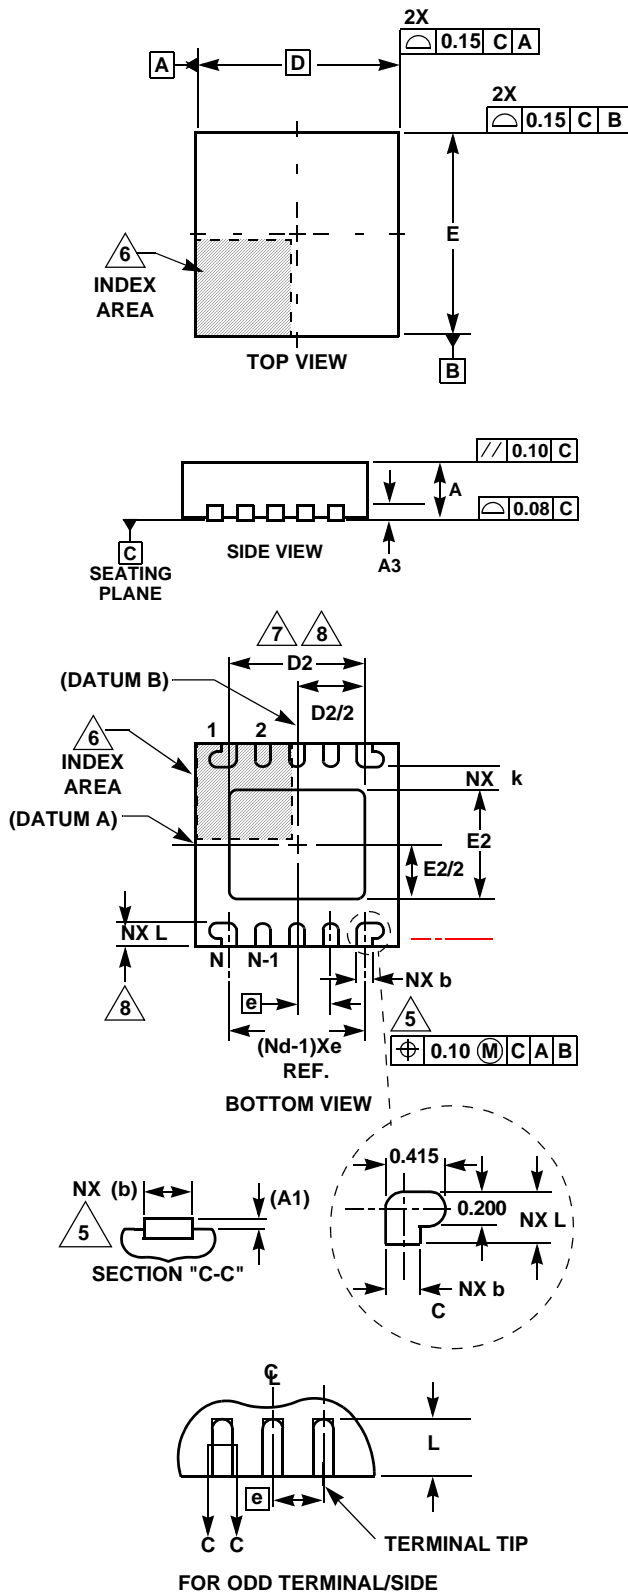 2X
⌓ 0.15 C A
A
D
2X
⌓ 0.15 C B
6
INDEX
AREA
E
TOP VIEW
B
// 0.10 C
A
⌓ 0.08 C
C
SEATING
PLANE
SIDE VIEW
A3
7 8
D2
(DATUM B)
D2/2
6
INDEX
AREA
1 2
(DATUM A)
NX k
E2
E2/2
NX L
N N-1
8
NX b
e
5
(Nd-1)Xe
REF.
⌖ 0.10 Ⓜ C A B
BOTTOM VIEW
NX (b)
(A1)
5
SECTION "C-C"
0.415
0.200
NX L
NX b
C
℄
L
e
C C
TERMINAL TIP
FOR ODD TERMINAL/SIDE